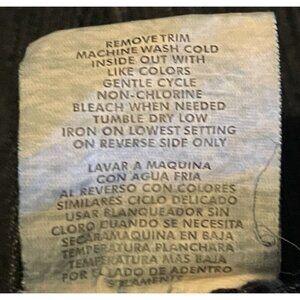 REMOVE TRIM
MACHINE WASH COLD
INSIDE OUT WITH
LIKE COLORS
GENTLE CYCLE
NON-CHLORINE
BLEACH WHEN NEEDED
TUMBLE DRY LOW
IRON ON LOWEST SETTING
ON REVERSE SIDE ONLY
LAVAR A MAQUINA
CON AGUA FRIA
AL REVERSO CON COLORES
SIMILARES CICLO DELICADO
USAR BLANQUEADOR SIN
CLORO CUANDO SE NECESITA
SECAR MAQUINA EN BAJA
TEMPERATURA PLANCHAR A
TEMPERATURA MAS BAJA
POR EL LADO DE ADENTRO
SOLAMENTE